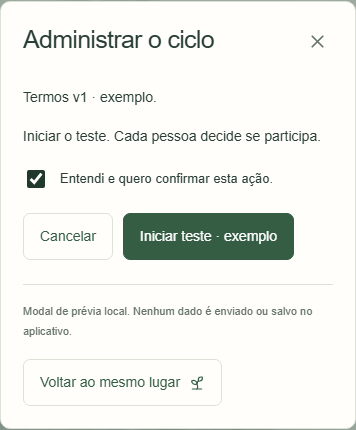 Administrar o ciclo
Termos v1 · exemplo.
Iniciar o teste. Cada pessoa decide se participa.
Entendi e quero confirmar esta ação.
Cancelar
Iniciar teste · exemplo
Modal de prévia local. Nenhum dado é enviado ou salvo no
aplicativo.
Voltar ao mesmo lugar